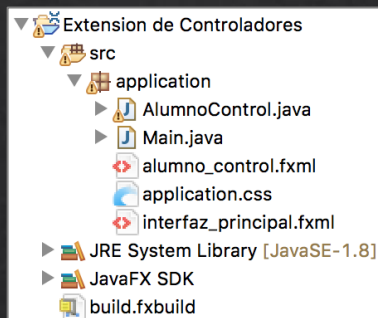 Extension de Controladores
src
application
AlumnoControl.java
Main.java
alumno_control.fxml
application.css
interfaz_principal.fxml
JRE System Library [JavaSE-1.8]
JavaFX SDK
build.fxbuild